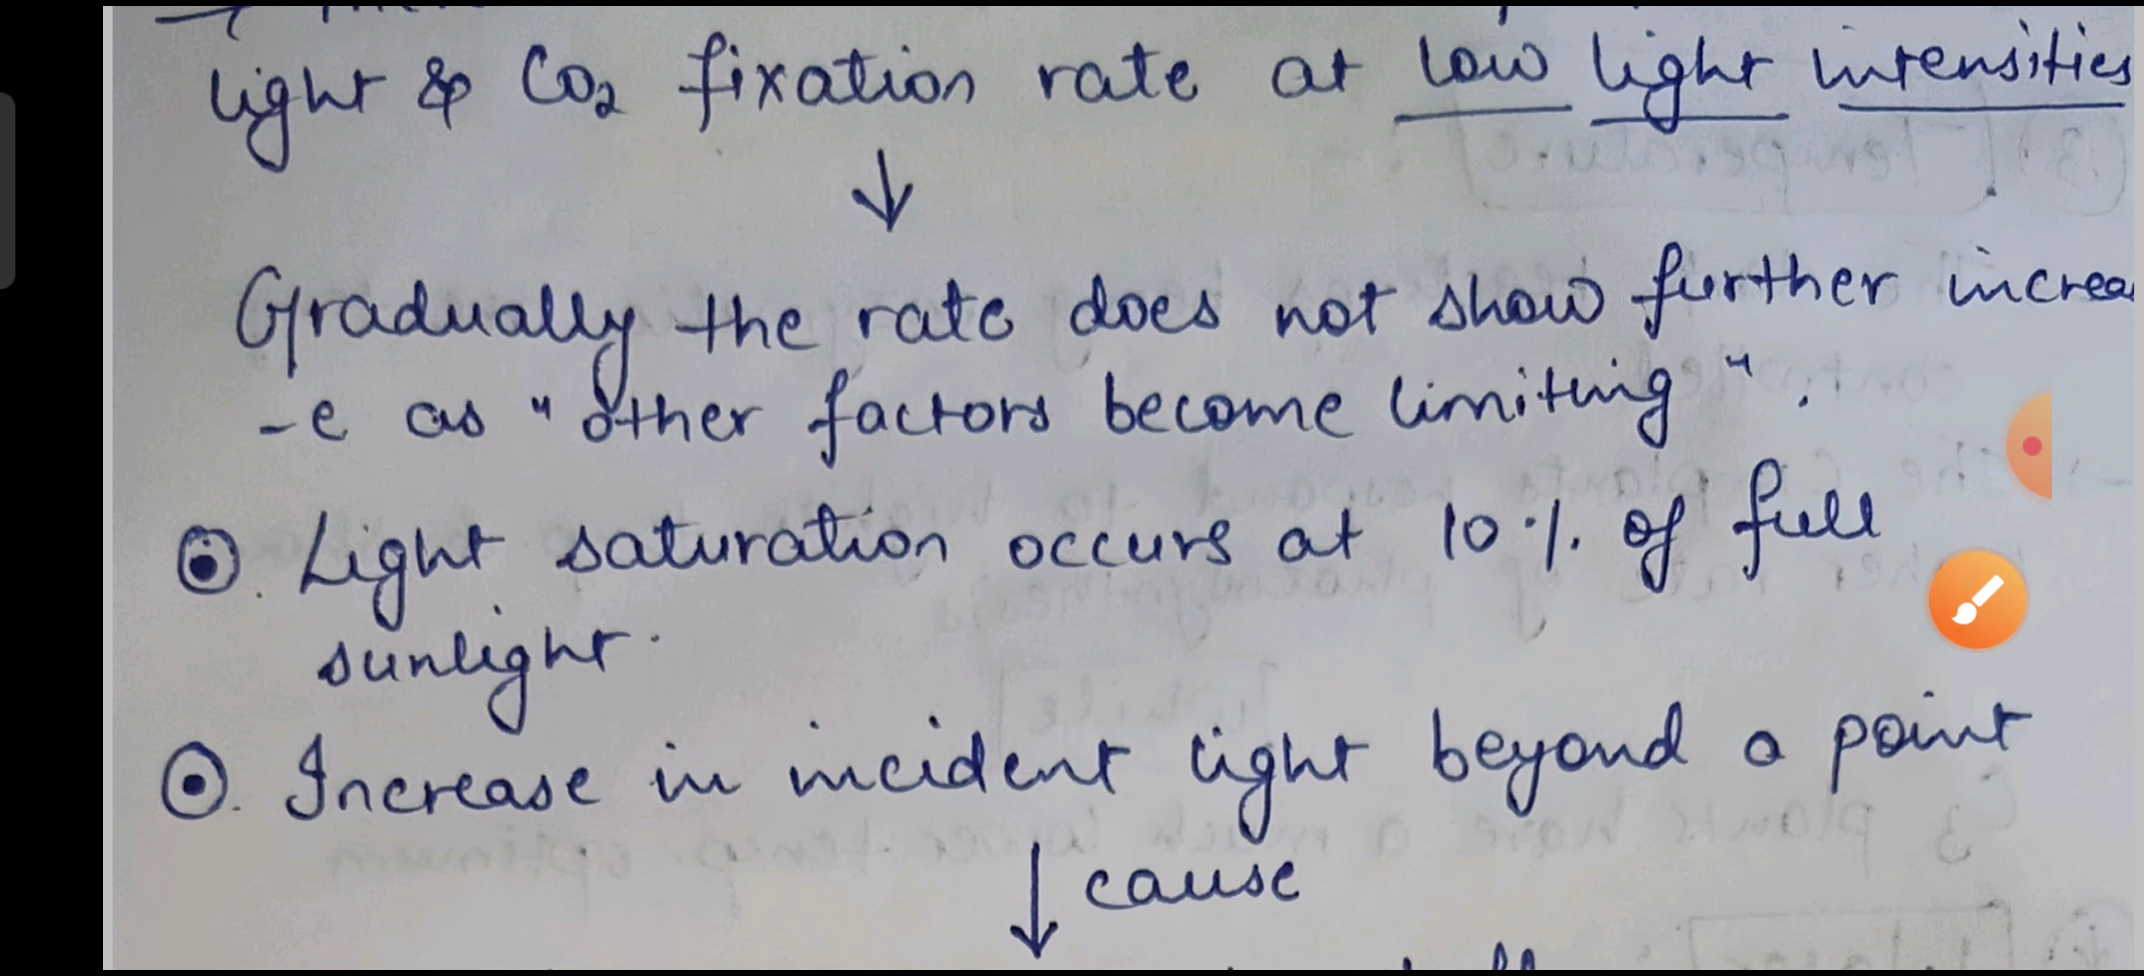 light & CO₂ fixation rate at low light intensities
↓
Gradually the rate does not show further increa
-e as "other factors become limiting".
⊙. Light saturation occurs at 10%. of full
sunlight.
⊙. Increase in incident light beyond a point
↓ cause